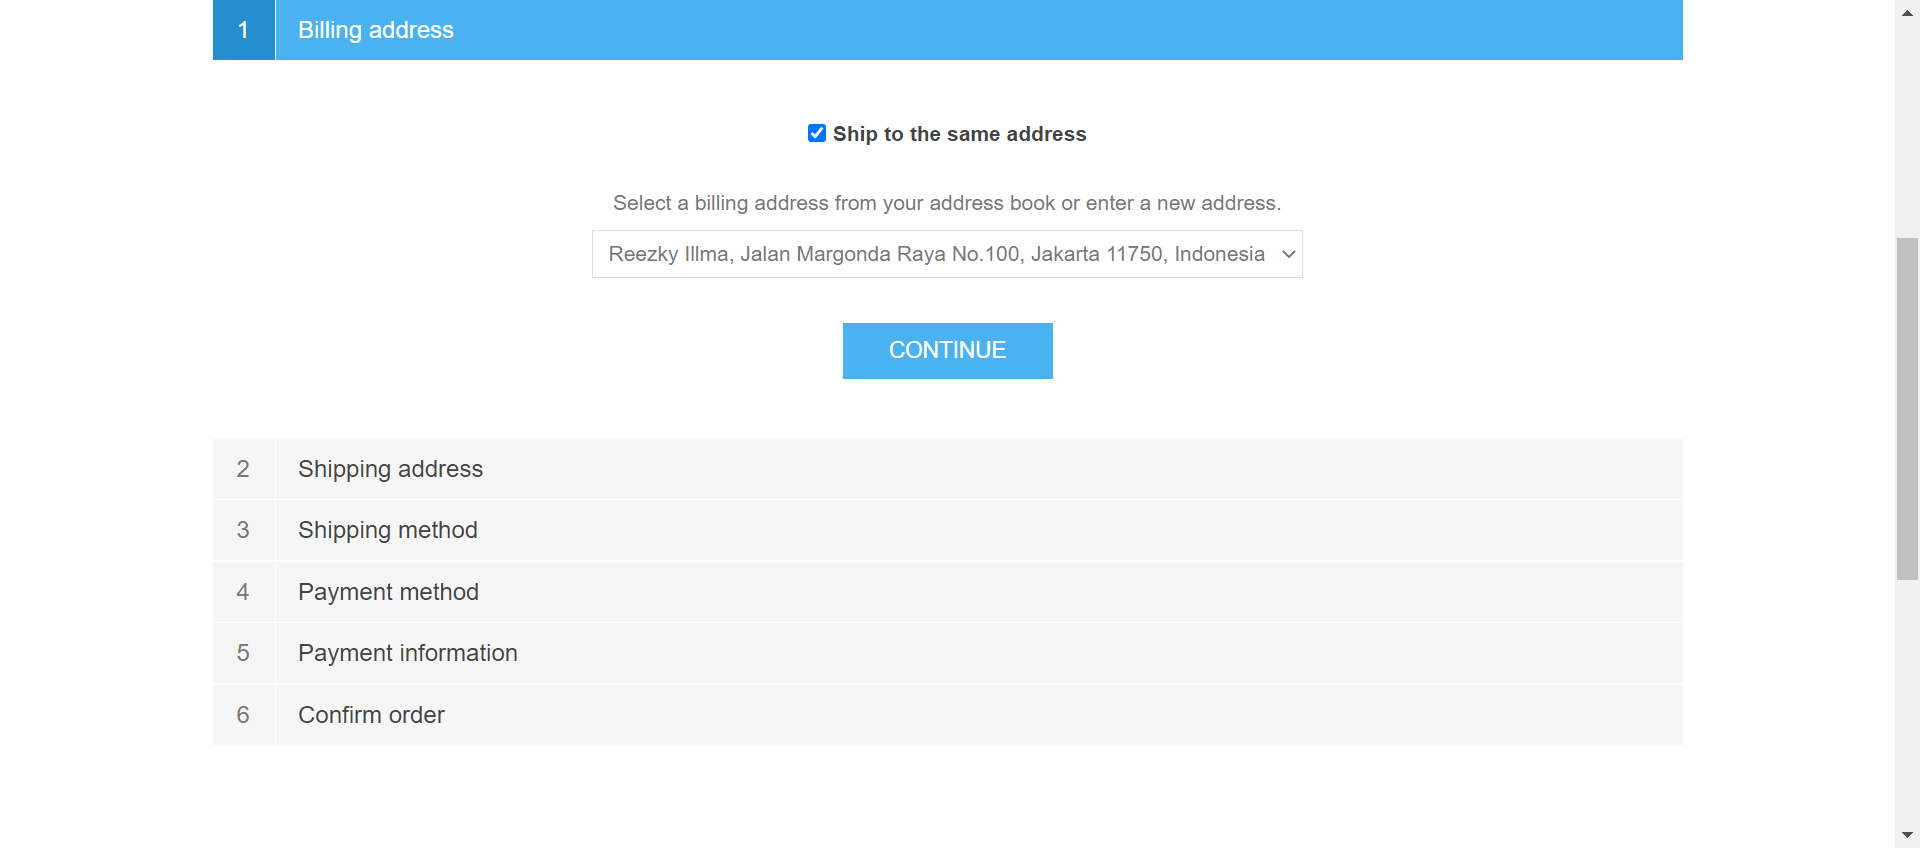 1 Billing address
Ship to the same address
Select a billing address from your address book or enter a new address.
Reezky Illma, Jalan Margonda Raya No.100, Jakarta 11750, Indonesia
CONTINUE
2 Shipping address
3 Shipping method
4 Payment method
5 Payment information
6 Confirm order